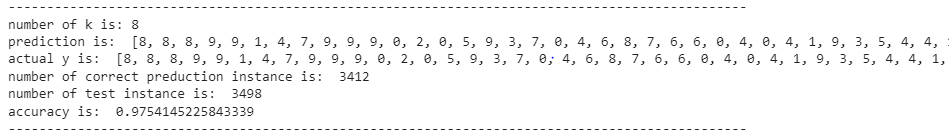 --------------------------------------------------------------------------------------------
number of k is: 8
prediction is:  [8, 8, 8, 9, 9, 1, 4, 7, 9, 9, 9, 0, 2, 0, 5, 9, 3, 7, 0, 4, 6, 8, 7, 6, 6, 0, 4, 0, 4, 1, 9, 3, 5, 4, 4,
actual y is:  [8, 8, 8, 9, 9, 1, 4, 7, 9, 9, 9, 0, 2, 0, 5, 9, 3, 7, 0, 4, 6, 8, 7, 6, 6, 0, 4, 0, 4, 1, 9, 3, 5, 4, 4, 1,
number of correct preduction instance is:  3412
number of test instance is:  3498
accuracy is:  0.9754145225843339
--------------------------------------------------------------------------------------------